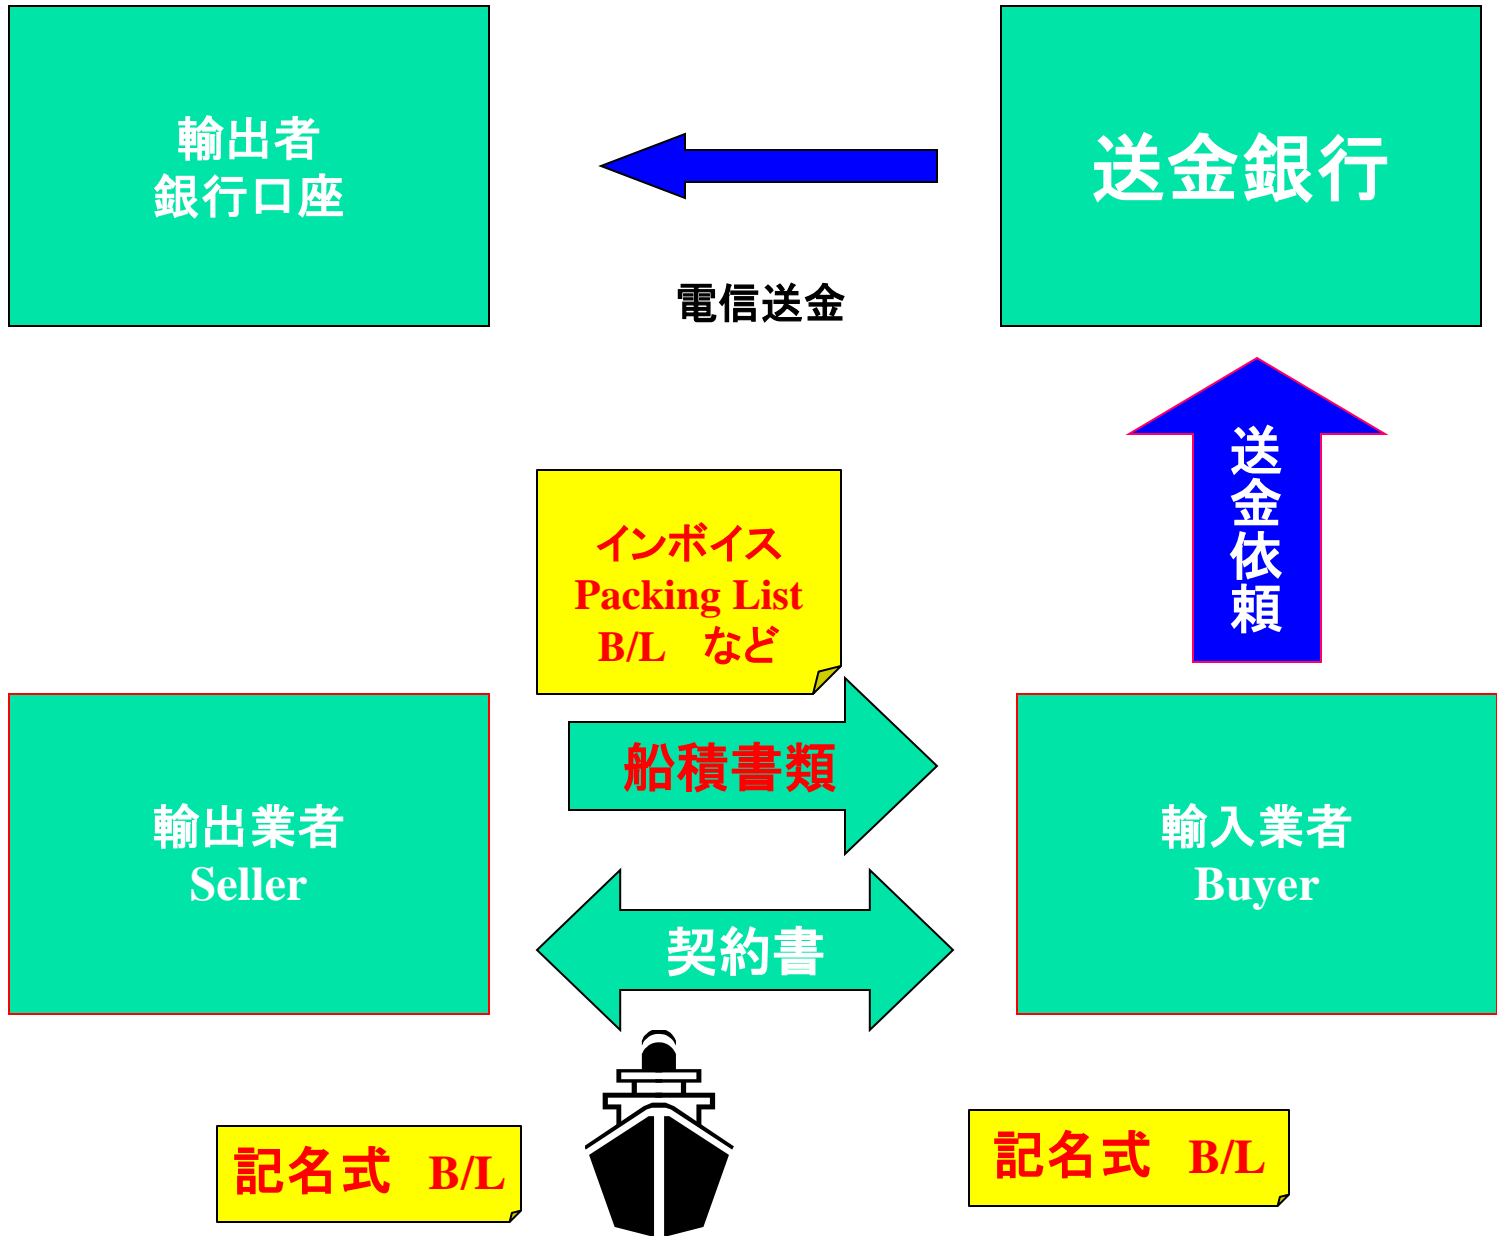 輸出者
銀行口座
電信送金
送金銀行
送金依頼
インボイス
Packing List
B/L　など
船積書類
輸出業者
Seller
輸入業者
Buyer
契約書
記名式　B/L
記名式　B/L